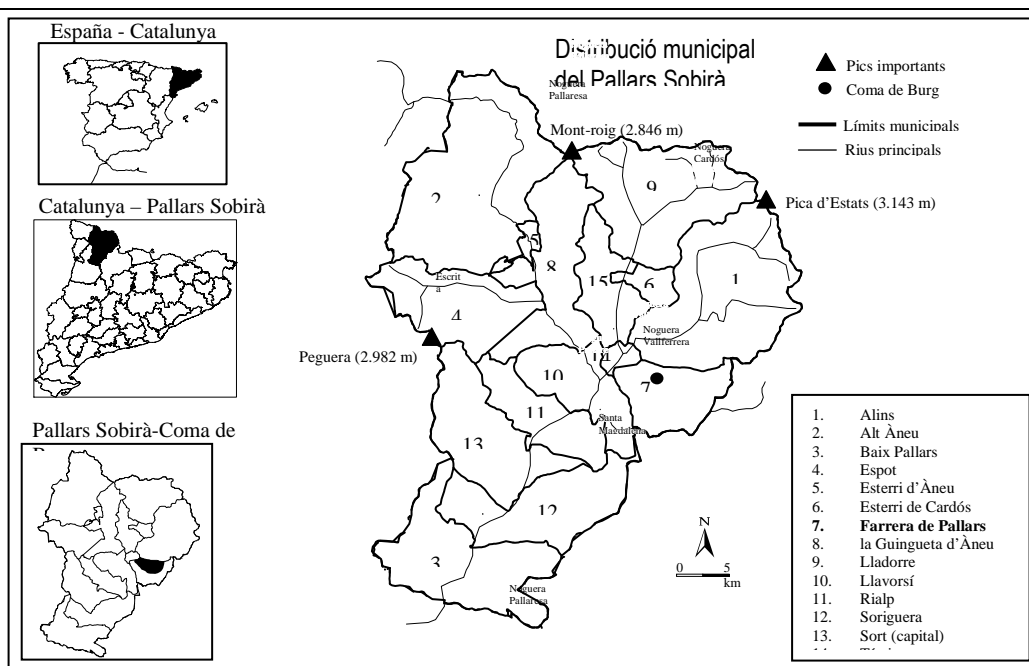 España - Catalunya
Catalunya – Pallars Sobirà
Pallars Sobirà-Coma de
Distribució municipal
del Pallars Sobirà
Pics importants
Coma de Burg
Límits municipals
Rius principals
Noguera
Pallaresa
Mont-roig (2.846 m)
Noguera
Cardós
9
Pica d'Estats (3.143 m)
2
5
8
15
6
1
Escrit
a
4
Noguera
Vallferrera
Peguera (2.982 m)
10
7
11
Santa
Magdalena
13
12
3
Noguera
Pallaresa
N
0 5
km
1. Alins
2. Alt Àneu
3. Baix Pallars
4. Espot
5. Esterri d'Àneu
6. Esterri de Cardós
7. Farrera de Pallars
8. la Guingueta d'Àneu
9. Lladorre
10. Llavorsí
11. Rialp
12. Soriguera
13. Sort (capital)